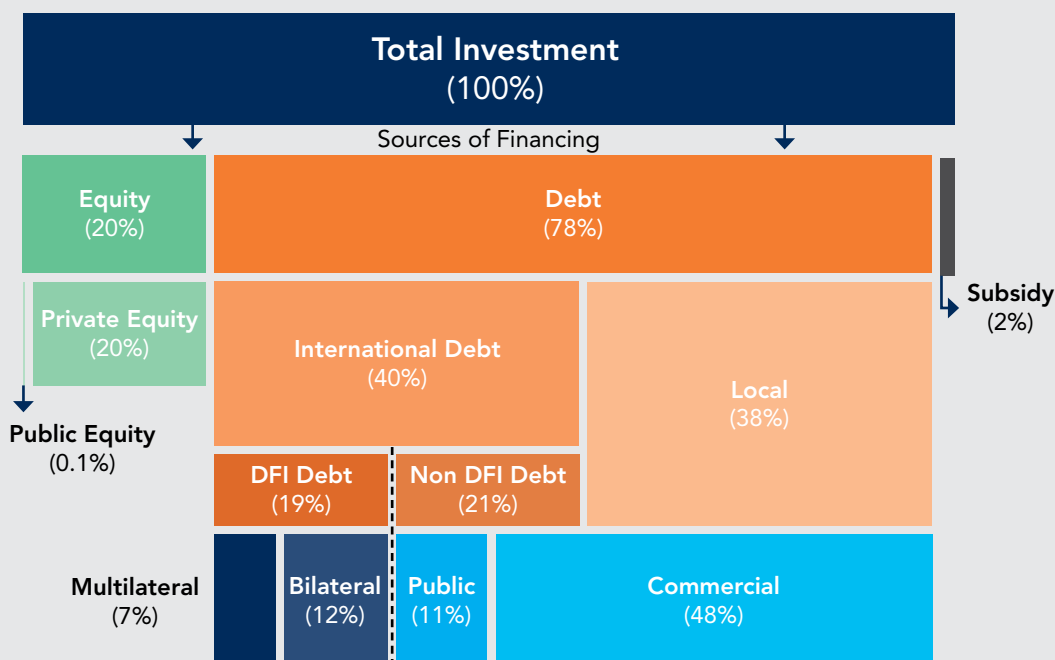 Total Investment
(100%)
Sources of Financing
Equity
(20%)
Debt
(78%)
Subsidy
(2%)
Private Equity
(20%)
International Debt
(40%)
Local
(38%)
Public Equity
(0.1%)
DFI Debt
(19%)
Non DFI Debt
(21%)
Multilateral
(7%)
Bilateral
(12%)
Public
(11%)
Commercial
(48%)